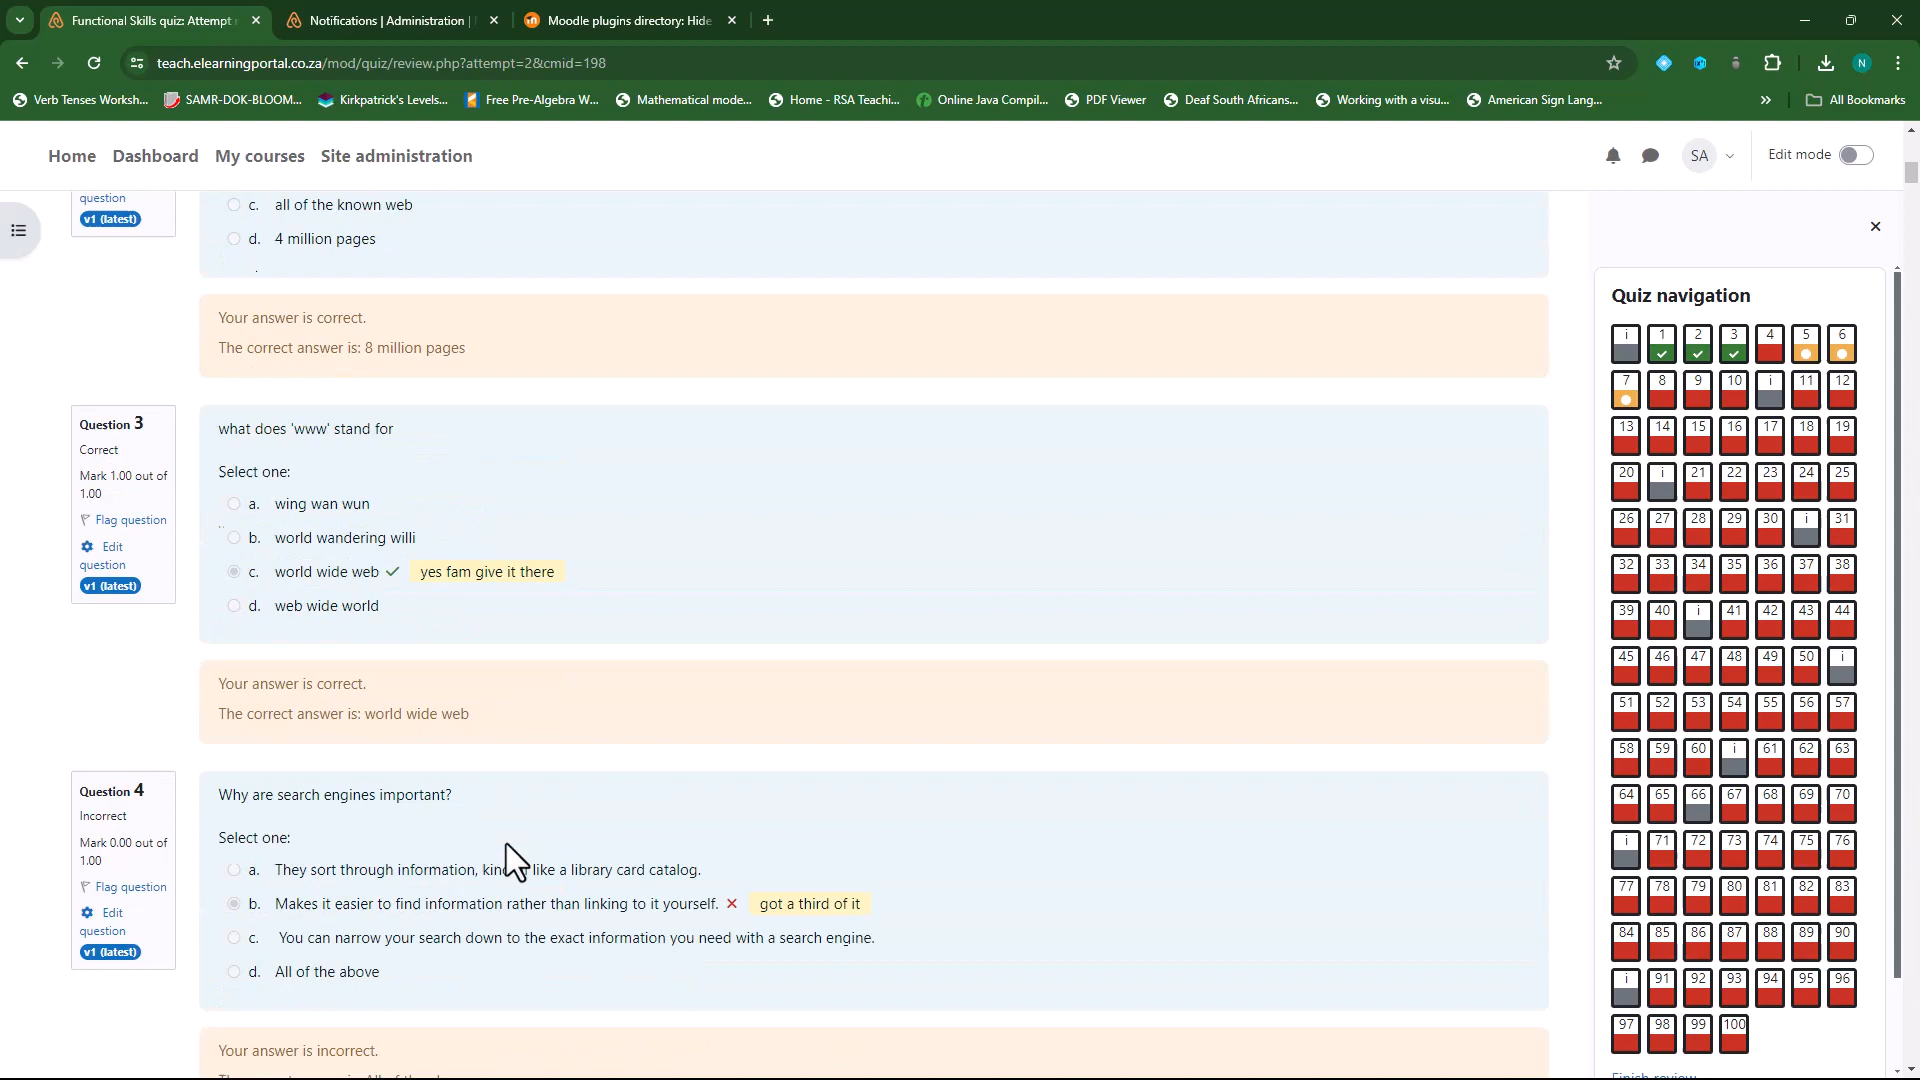 Functional Skills quiz: Attempt
Notifications | Administration |
Moodle plugins directory: Hide
teach.elearningportal.co.za/mod/quiz/review.php?attempt=2&cmid=198
N
Verb Tenses Worksh...
SAMR-DOK-BLOOM...
Kirkpatrick's Levels...
Free Pre-Algebra W...
Mathematical mode...
Home - RSA Teachi...
Online Java Compil...
PDF Viewer
Deaf South Africans...
Working with a visu...
American Sign Lang...
»
All Bookmarks
Home
Dashboard
My courses
Site administration
SA
Edit mode
question
v1 (latest)
c. all of the known web
d. 4 million pages
.
Your answer is correct.
The correct answer is: 8 million pages
Question 3
Correct
Mark 1.00 out of
1.00
Flag question
Edit
question
v1 (latest)
what does 'www' stand for
Select one:
a. wing wan wun
b. world wandering willi
c. world wide web yes fam give it there
d. web wide world
Your answer is correct.
The correct answer is: world wide web
Question 4
Incorrect
Mark 0.00 out of
1.00
Flag question
Edit
question
v1 (latest)
Why are search engines important?
Select one:
a. They sort through information, kind like a library card catalog.
b. Makes it easier to find information rather than linking to it yourself. got a third of it
c. You can narrow your search down to the exact information you need with a search engine.
d. All of the above
Your answer is incorrect.
Quiz navigation
i 1 2 3 4 5 6
7 8 9 10 i 11 12
13 14 15 16 17 18 19
20 i 21 22 23 24 25
26 27 28 29 30 i 31
32 33 34 35 36 37 38
39 40 i 41 42 43 44
45 46 47 48 49 50 i
51 52 53 54 55 56 57
58 59 60 i 61 62 63
64 65 66 67 68 69 70
i 71 72 73 74 75 76
77 78 79 80 81 82 83
84 85 86 87 88 89 90
i 91 92 93 94 95 96
97 98 99 100
Finish review